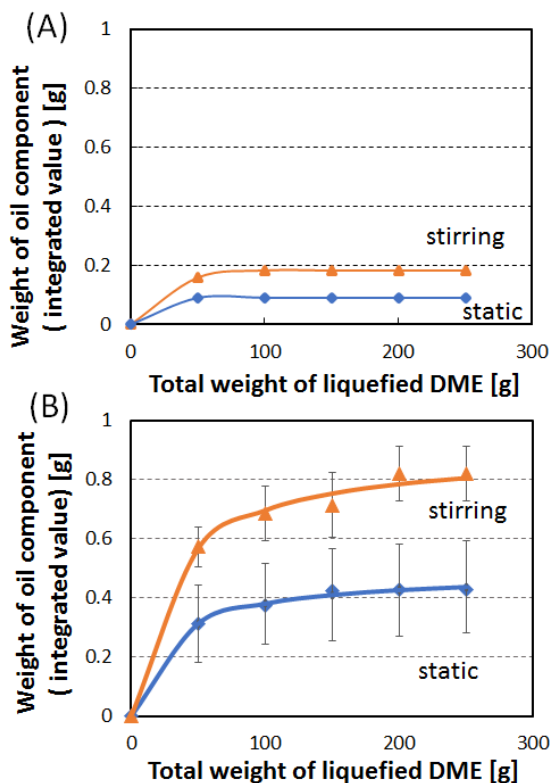 (A)
Weight of oil component
( integrated value ) [g]
1
0.8
0.6
0.4
0.2
0
stirring
static
0
100
200
300
Total weight of liquefied DME [g]
(B)
Weight of oil component
( integrated value) [g]
1
0.8
0.6
0.4
0.2
0
stirring
static
0
100
200
300
Total weight of liquefied DME [g]